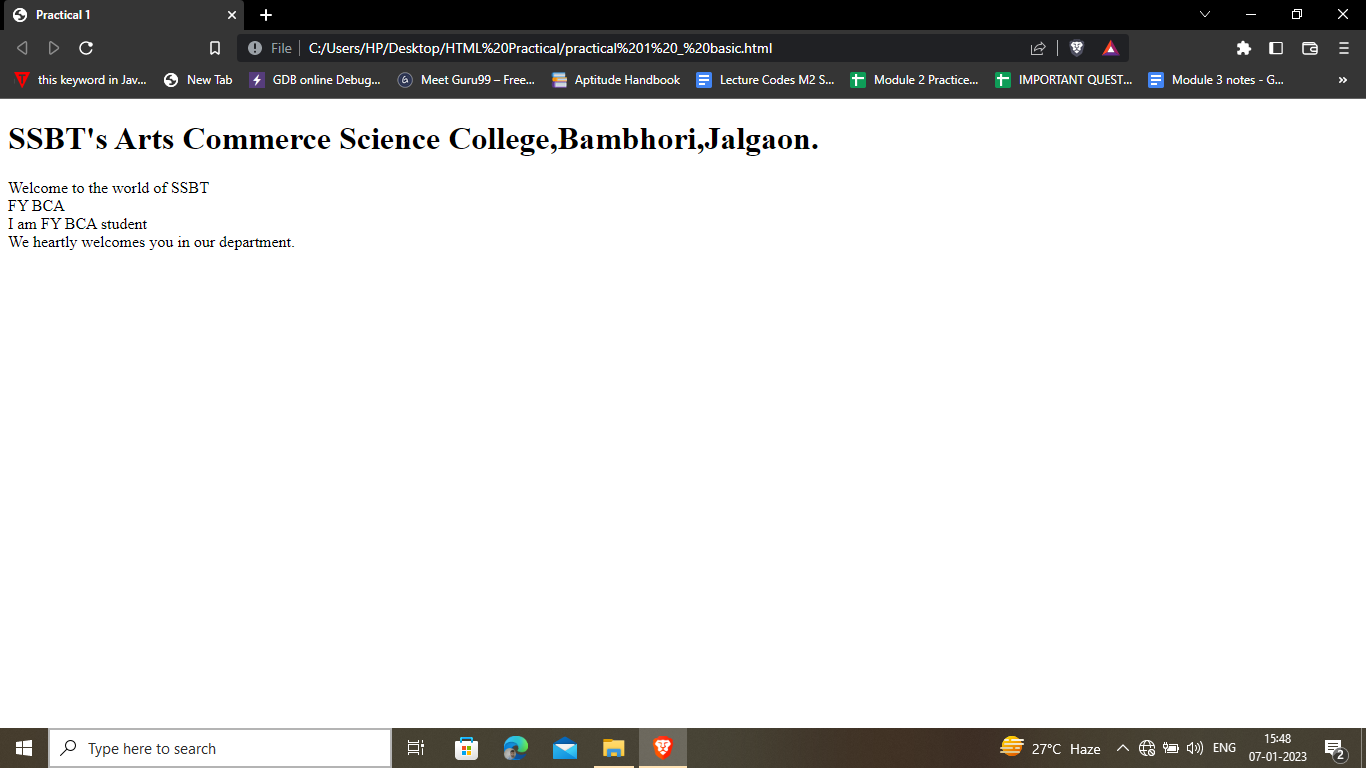 Practical 1
File
C:/Users/HP/Desktop/HTML%20Practical/practical%201%20_%20basic.html
this keyword in Jav... New Tab GDB online Debug... Meet Guru99 – Free... Aptitude Handbook Lecture Codes M2 S... Module 2 Practice... IMPORTANT QUEST... Module 3 notes - G... »
SSBT's Arts Commerce Science College,Bambhori,Jalgaon.
Welcome to the world of SSBT
FY BCA
I am FY BCA student
We heartly welcomes you in our department.
Type here to search
27°C Haze
ENG
15:48
07-01-2023
2